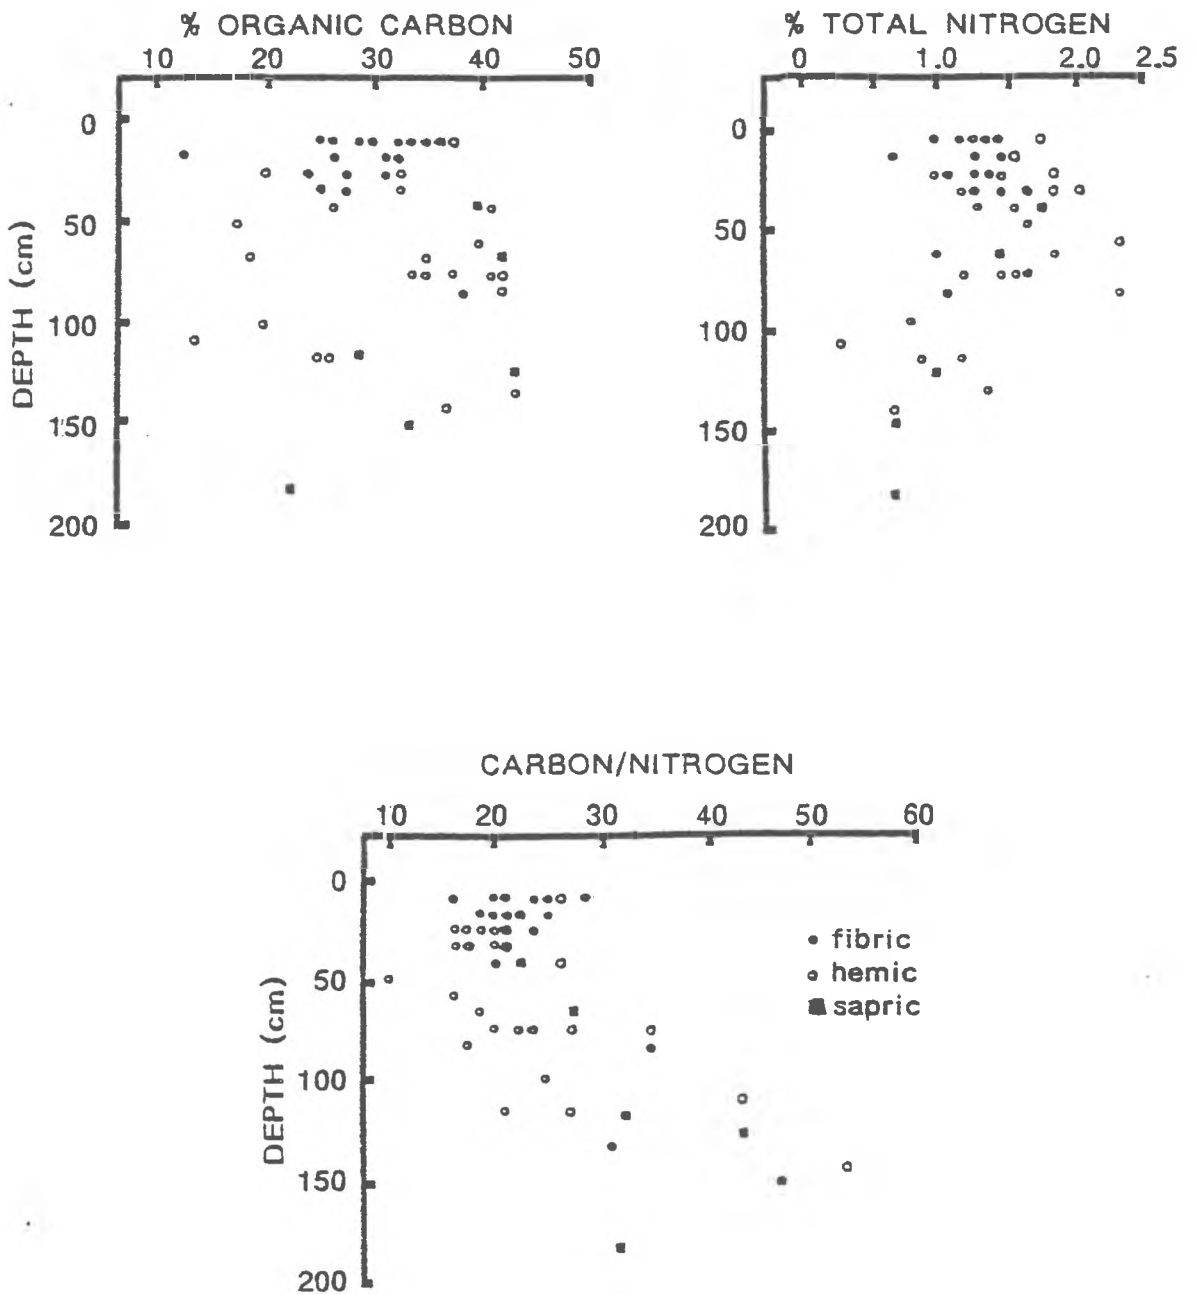 % ORGANIC CARBON
10 20 30 40 50
0
50
100
150
200
DEPTH (cm)
% TOTAL NITROGEN
0 1.0 2.0 2.5
0
50
100
150
200
CARBON/NITROGEN
10 20 30 40 50 60
0
50
100
150
200
DEPTH (cm)
fibric
hemic
sapric